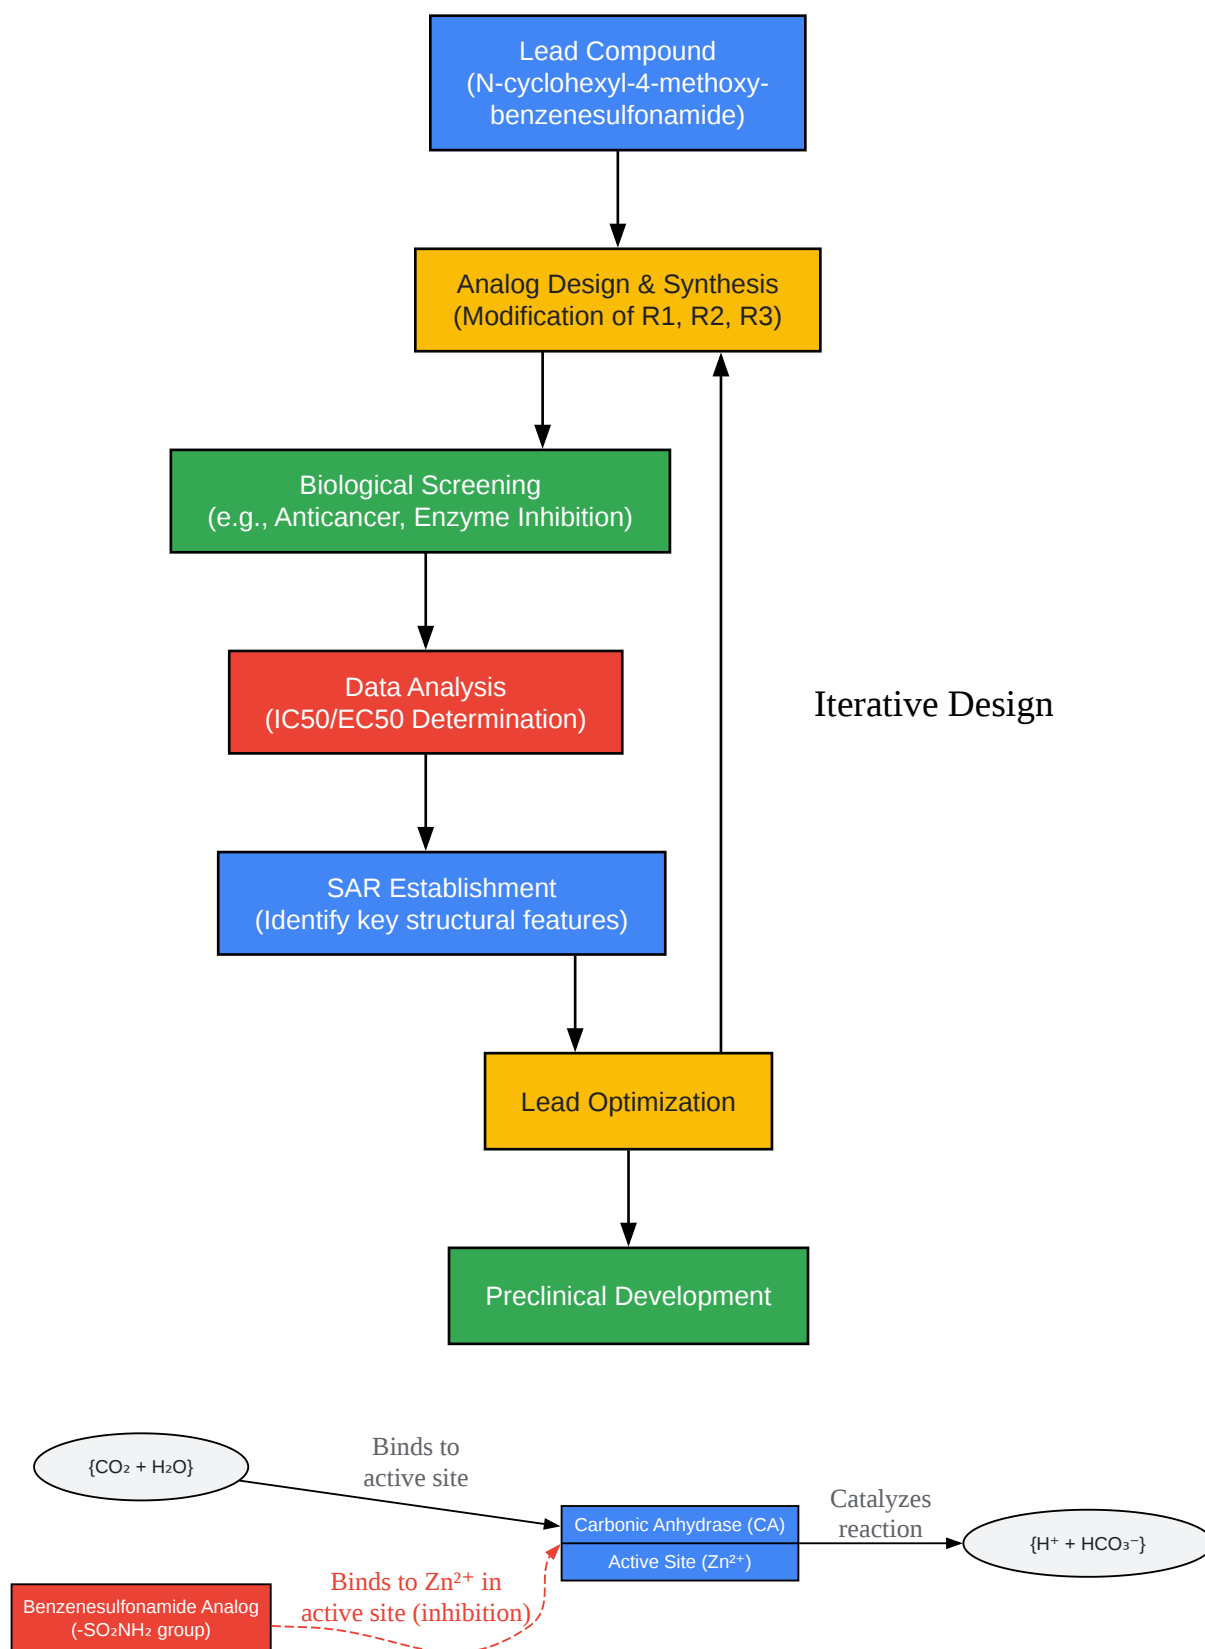 Lead Compound
(N-cyclohexyl-4-methoxy-
benzenesulfonamide)
Analog Design & Synthesis
(Modification of R1, R2, R3)
Biological Screening
(e.g., Anticancer, Enzyme Inhibition)
Data Analysis
(IC50/EC50 Determination)
Iterative Design
SAR Establishment
(Identify key structural features)
Lead Optimization
Preclinical Development
{CO₂ + H₂O}
Binds to
active site
Carbonic Anhydrase (CA)
Active Site (Zn²⁺)
Catalyzes
reaction
{H⁺ + HCO₃⁻}
Binds to Zn²⁺ in
active site (inhibition)
Benzenesulfonamide Analog
(-SO₂NH₂ group)